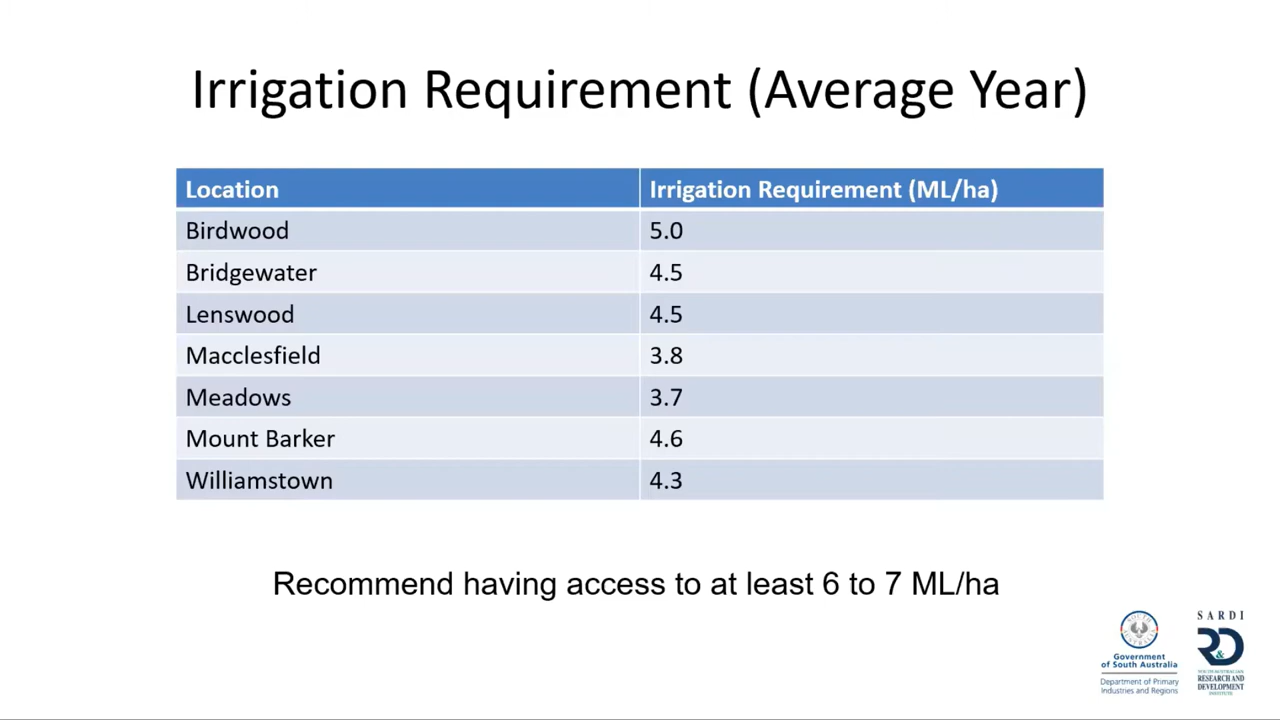 Irrigation Requirement (Average Year)
Location Irrigation Requirement (ML/ha)
Birdwood 5.0
Bridgewater 4.5
Lenswood 4.5
Macclesfield 3.8
Meadows 3.7
Mount Barker 4.6
Williamstown 4.3
Recommend having access to at least 6 to 7 ML/ha
SOUTH AUSTRALIA
Government
of South Australia
Department of Primary
Industries and Regions
SARDI
R&D
SOUTH AUSTRALIAN
RESEARCH AND
DEVELOPMENT
INSTITUTE